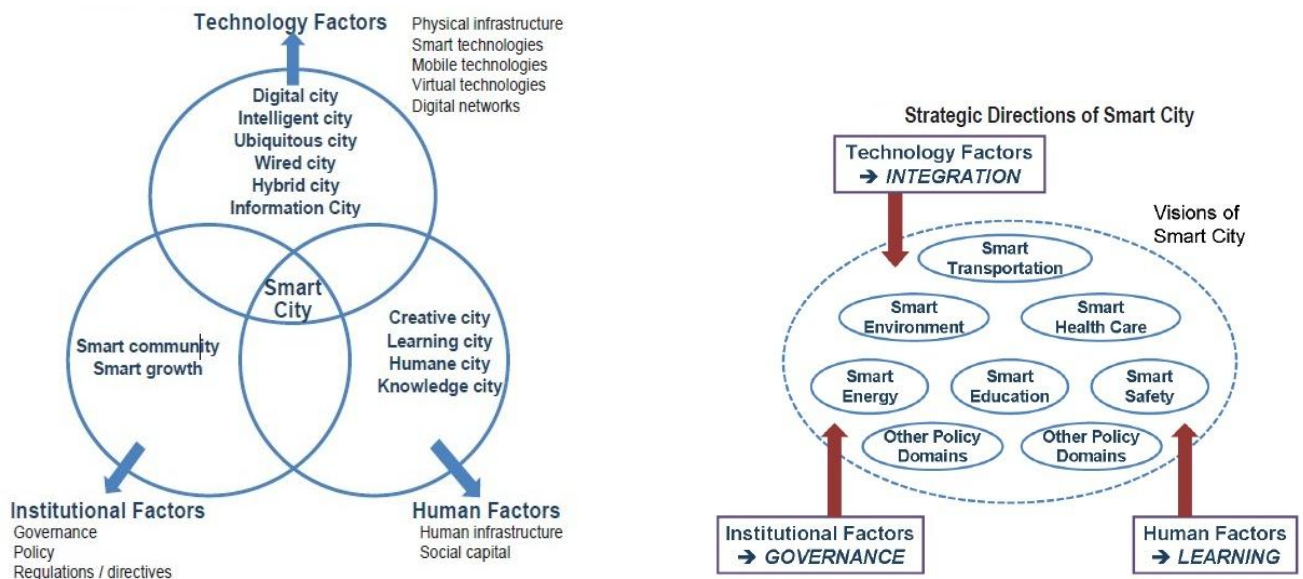 Technology Factors
Physical infrastructure
Smart technologies
Mobile technologies
Virtual technologies
Digital networks
Digital city
Intelligent city
Ubiquitous city
Wired city
Hybrid city
Information City
Smart
City
Smart community
Smart growth
Creative city
Learning city
Humane city
Knowledge city
Institutional Factors
Governance
Policy
Regulations / directives
Human Factors
Human infrastructure
Social capital
Strategic Directions of Smart City
Technology Factors
➔ INTEGRATION
Visions of
Smart City
Smart
Transportation
Smart
Environment
Smart
Health Care
Smart
Energy
Smart
Education
Smart
Safety
Other Policy
Domains
Other Policy
Domains
Institutional Factors
➔ GOVERNANCE
Human Factors
➔ LEARNING